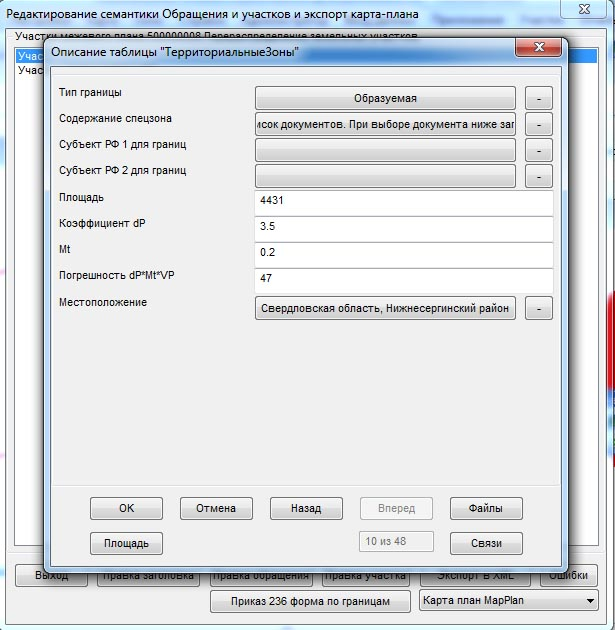 Редактирование семантики Обращения и участков и экспорт карта-плана
Участки межевого плана 500000008 Перераспределение земельных участков
Описание таблицы "ТерриториальныеЗоны"
Тип границы
Образуемая
-
Содержание спецзона
исок документов. При выборе документа ниже заг
-
Субъект РФ 1 для границ
-
Субъект РФ 2 для границ
-
Площадь
4431
Коэффициент dP
3.5
Mt
0.2
Погрешность dP*Mt*VP
47
Местоположение
Свердловская область, Нижнесергинский район
-
OK
Отмена
Назад
Вперед
Файлы
Площадь
10 из 48
Связи
Выход
Правка заголовка
Правка обращения
Правка участка
Экспорт в XML
Ошибки
Приказ 236 форма по границам
Карта план MapPlan